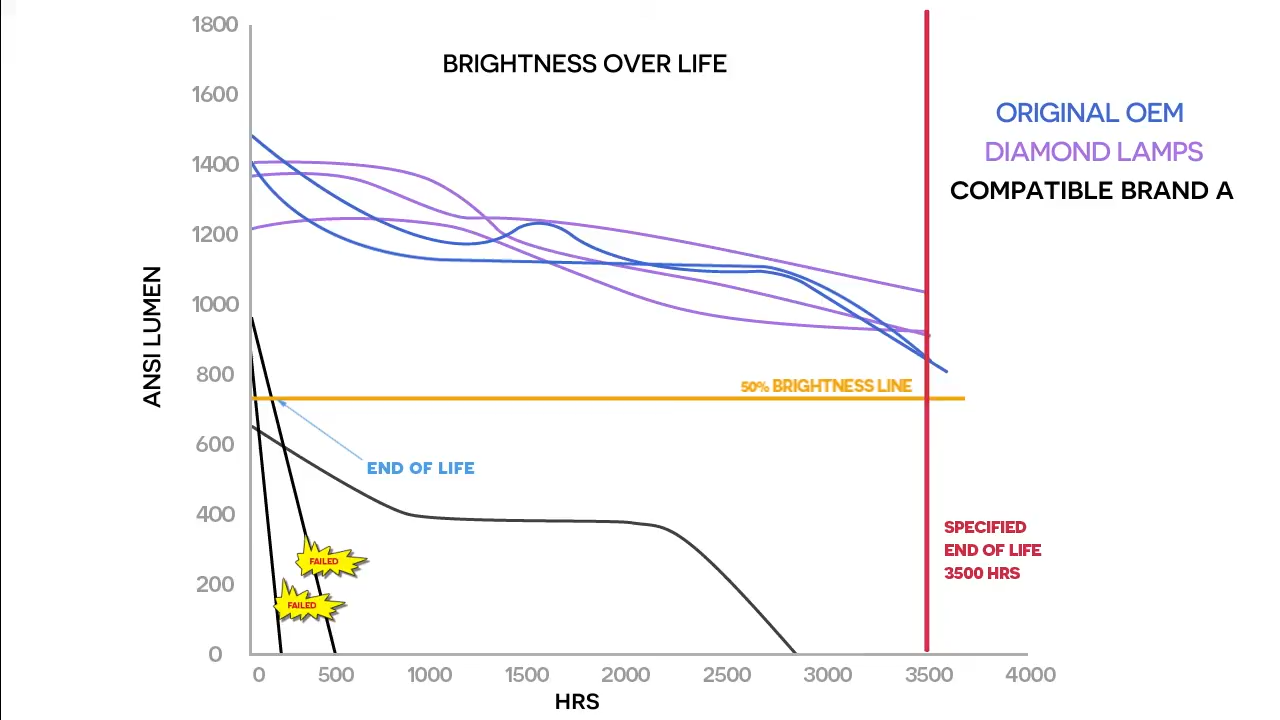 BRIGHTNESS OVER LIFE
ORIGINAL OEM
DIAMOND LAMPS
COMPATIBLE BRAND A
ANSI LUMEN
1800
1600
1400
1200
1000
800
600
400
200
0
50% BRIGHTNESS LINE
END OF LIFE
FAILED
FAILED
SPECIFIED
END OF LIFE
3500 HRS
0 500 1000 1500 2000 2500 3000 3500 4000
HRS